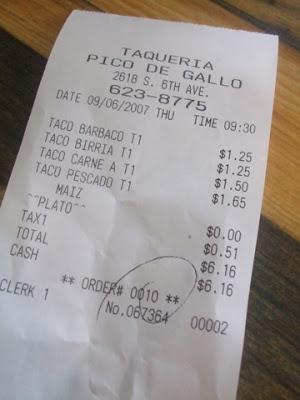 TAQUERIA
PICO DE GALLO
2618 S. 6TH AVE.
623-8775
DATE 09/06/2007 THU TIME 09:30
TACO BARBACO T1 $1.25
TACO BIRRIA T1 $1.25
TACO CARNE A T1 $1.50
TACO PESCADO T1 $1.65
MAIZ
^^PLATO^^ $0.00
TAX1 $0.51
TOTAL $6.16
CASH $6.16
** ORDER# 0010 **
CLERK 1 No.067364 00002